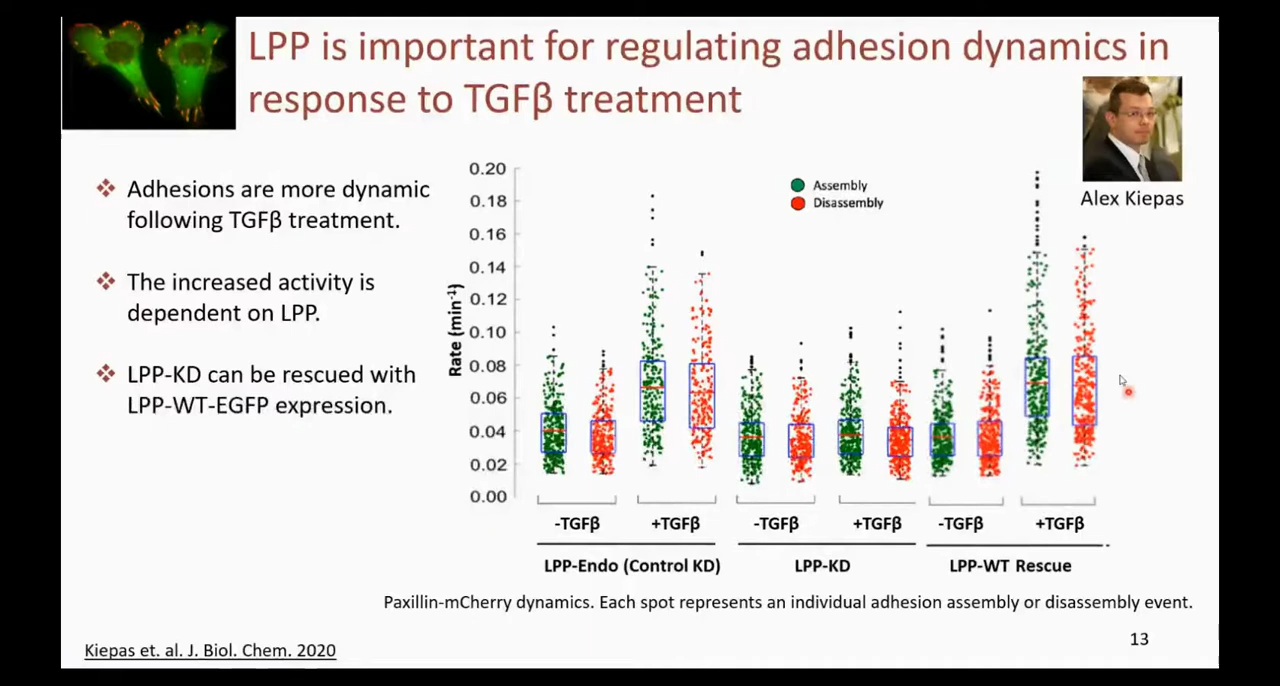 LPP is important for regulating adhesion dynamics in
response to TGFβ treatment
Alex Kiepas
❖ Adhesions are more dynamic
following TGFβ treatment.
❖ The increased activity is
dependent on LPP.
❖ LPP-KD can be rescued with
LPP-WT-EGFP expression.
Assembly
Disassembly
Rate (min⁻¹)
0.20
0.18
0.16
0.14
0.12
0.10
0.08
0.06
0.04
0.02
0.00
-TGFβ +TGFβ -TGFβ +TGFβ -TGFβ +TGFβ
LPP-Endo (Control KD) LPP-KD LPP-WT Rescue
Paxillin-mCherry dynamics. Each spot represents an individual adhesion assembly or disassembly event.
13
Kiepas et. al. J. Biol. Chem. 2020